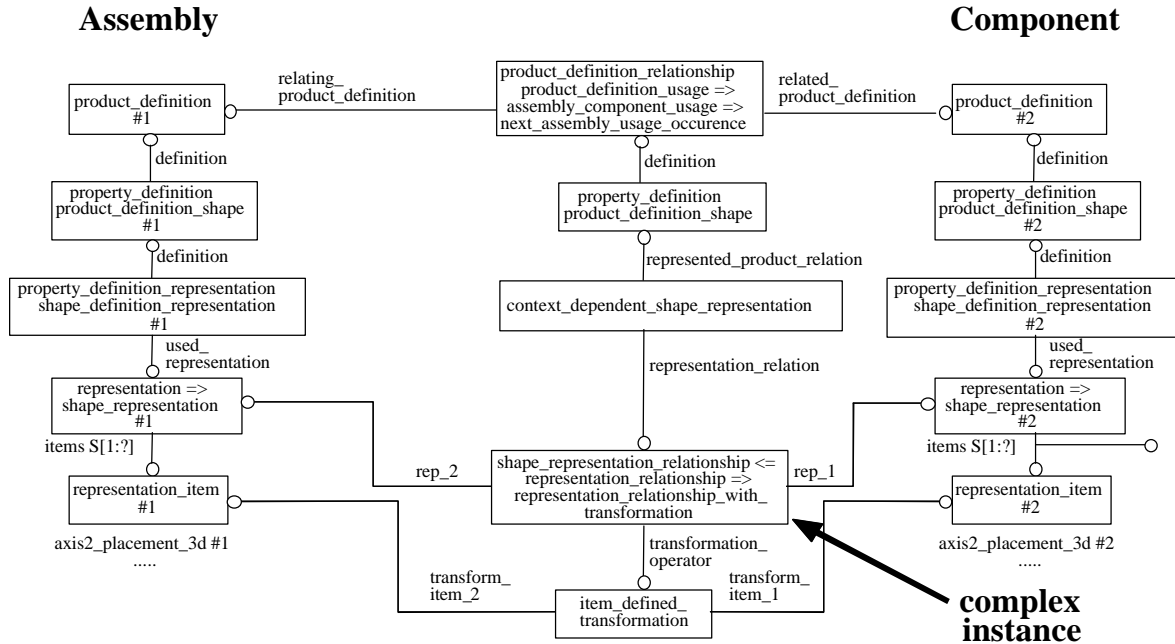 Assembly
Component
relating_
product_definition
product_definition_relationship
product_definition_usage =>
assembly_component_usage =>
next_assembly_usage_occurence
related_
product_definition
product_definition
#1
product_definition
#2
definition
definition
definition
property_definition
product_definition_shape
#1
property_definition
product_definition_shape
property_definition
product_definition_shape
#2
definition
represented_product_relation
definition
property_definition_representation
shape_definition_representation
#1
context_dependent_shape_representation
property_definition_representation
shape_definition_representation
#2
used_
representation
representation_relation
used_
representation
representation =>
shape_representation
#1
representation =>
shape_representation
#2
items S[1:?]
items S[1:?]
rep_2
shape_representation_relationship <=
representation_relationship =>
representation_relationship_with_
transformation
rep_1
representation_item
#1
representation_item
#2
axis2_placement_3d #1
.....
axis2_placement_3d #2
.....
transformation_
operator
transform_
item_2
transform_
item_1
item_defined_
transformation
complex
instance